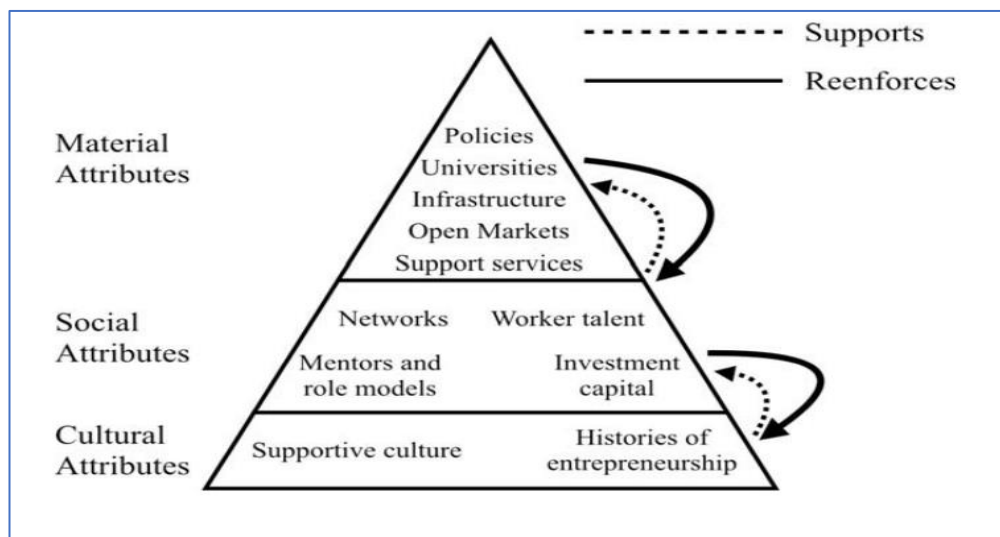 Supports
Reenforces
Material
Attributes
Policies
Universities
Infrastructure
Open Markets
Support services
Social
Attributes
Networks
Worker talent
Mentors and
role models
Investment
capital
Cultural
Attributes
Supportive culture
Histories of
entrepreneurship